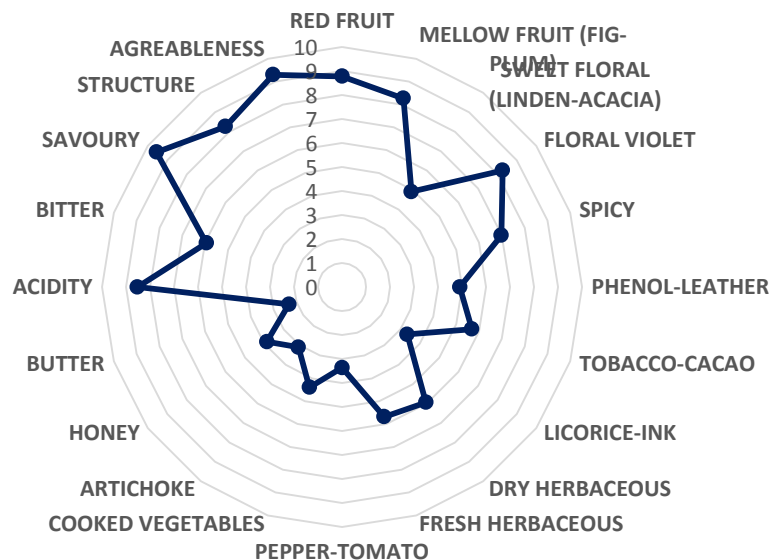 RED FRUIT
MELLOW FRUIT (FIG-
PLUM)
SWEET FLORAL
(LINDEN-ACACIA)
FLORAL VIOLET
SPICY
PHENOL-LEATHER
TOBACCO-CACAO
LICORICE-INK
DRY HERBACEOUS
FRESH HERBACEOUS
PEPPER-TOMATO
COOKED VEGETABLES
ARTICHOKE
HONEY
BUTTER
ACIDITY
BITTER
SAVOURY
STRUCTURE
AGREABLENESS
10
9
8
7
6
5
4
3
2
1
0